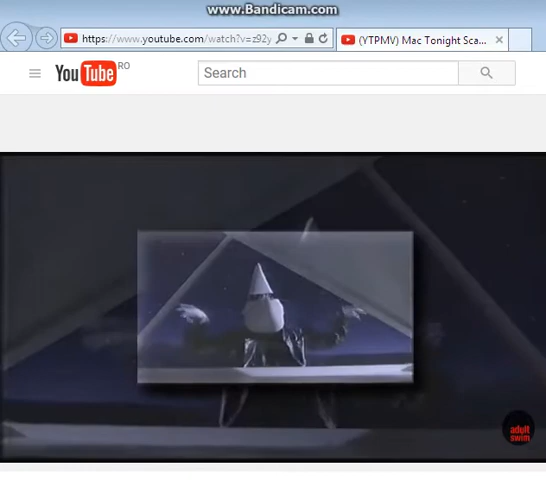 www.Bandicam.com
https://www.youtube.com/watch?v=z92y
(YTPMV) Mac Tonight Sca...
YouTube RO
Search
adult
swim